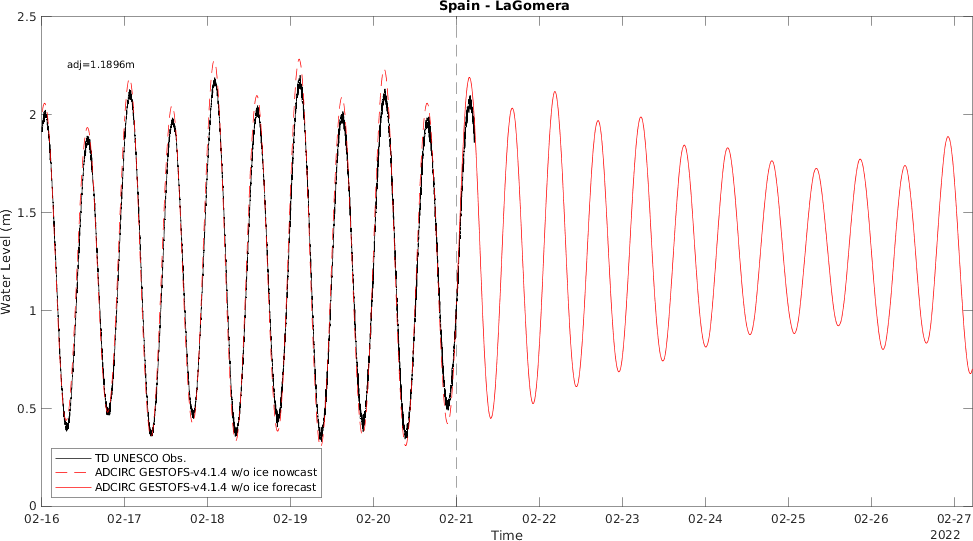 Spain - LaGomera
adj=1.1896m
2.5
2
1.5
1
0.5
0
Water Level (m)
TD UNESCO Obs.
ADCIRC GESTOFS-v4.1.4 w/o ice nowcast
ADCIRC GESTOFS-v4.1.4 w/o ice forecast
02-16 02-17 02-18 02-19 02-20 02-21 02-22 02-23 02-24 02-25 02-26 02-27
Time
2022